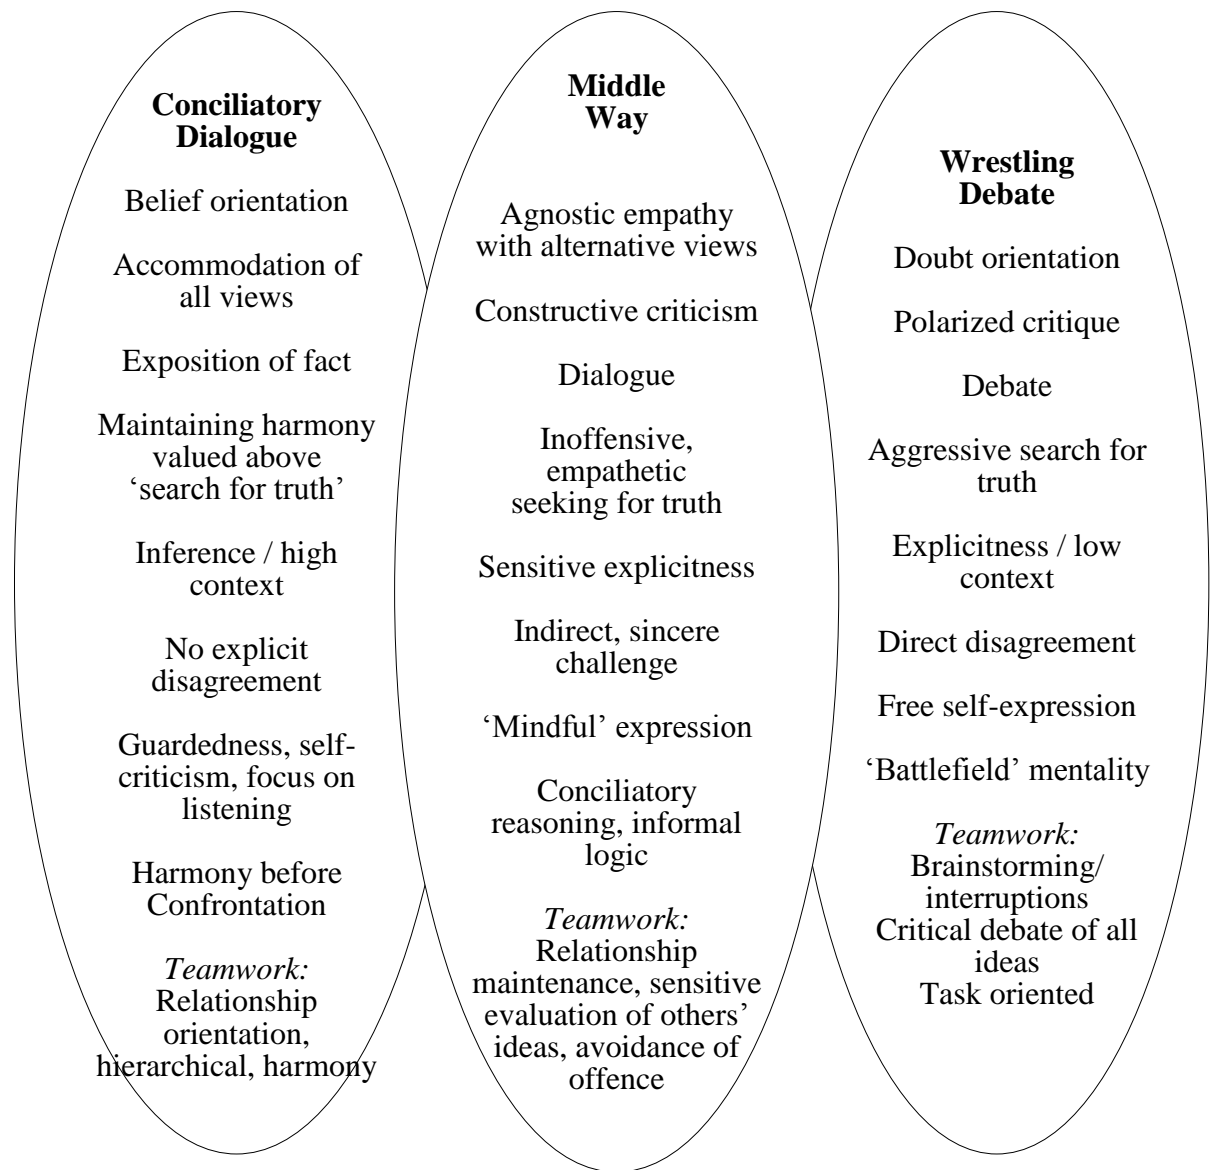 Conciliatory
Dialogue
Belief orientation
Accommodation of
all views
Exposition of fact
Maintaining harmony
valued above
‘search for truth’
Inference / high
context
No explicit
disagreement
Guardedness, self-
criticism, focus on
listening
Harmony before
Confrontation
Teamwork:
Relationship
orientation,
hierarchical, harmony
Middle
Way
Agnostic empathy
with alternative views
Constructive criticism
Dialogue
Inoffensive,
empathetic
seeking for truth
Sensitive explicitness
Indirect, sincere
challenge
‘Mindful’ expression
Conciliatory
reasoning, informal
logic
Teamwork:
Relationship
maintenance, sensitive
evaluation of others’
ideas, avoidance of
offence
Wrestling
Debate
Doubt orientation
Polarized critique
Debate
Aggressive search for
truth
Explicitness / low
context
Direct disagreement
Free self-expression
‘Battlefield’ mentality
Teamwork:
Brainstorming/
interruptions
Critical debate of all
ideas
Task oriented